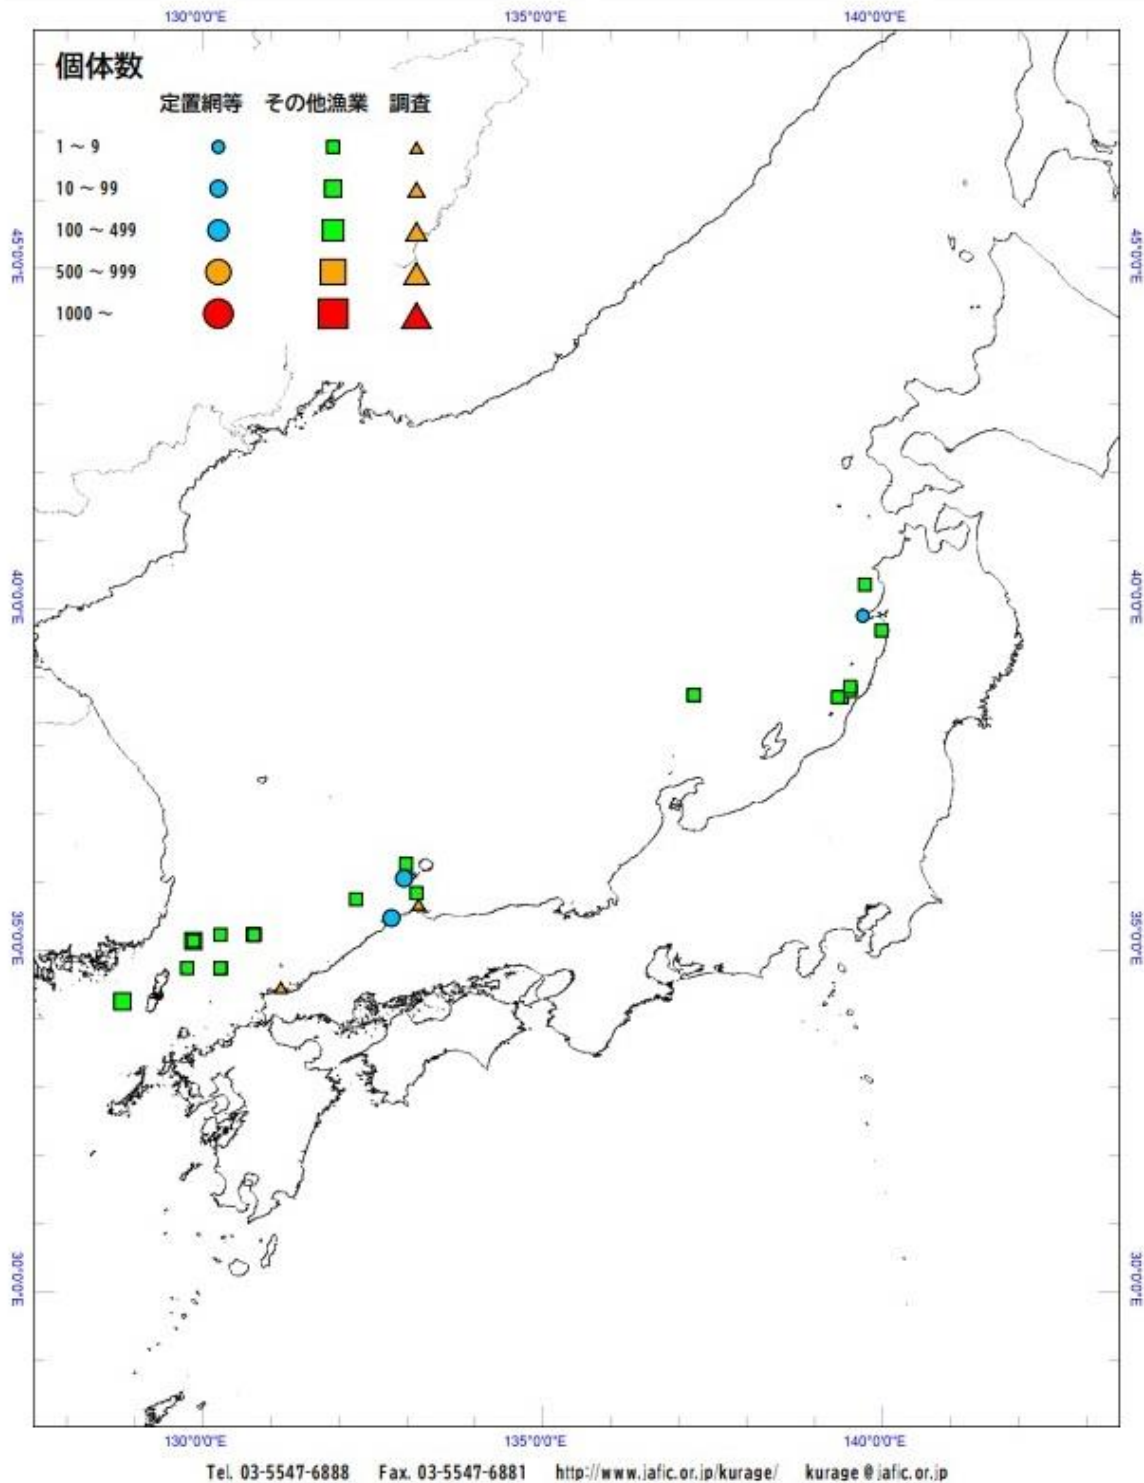 130°0'0"E 135°0'0"E 140°0'0"E
個体数
定置網等 その他漁業 調査
1 ～ 9
10 ～ 99
100 ～ 499
500 ～ 999
1000 ～
45°0'0"E 45°0'0"E
40°0'0"E 40°0'0"E
35°0'0"E 35°0'0"E
30°0'0"E 30°0'0"E
130°0'0"E 135°0'0"E 140°0'0"E
Tel. 03-5547-6888 Fax. 03-5547-6881 http://www.jafic.or.jp/kurage/ kurage@jafic.or.jp